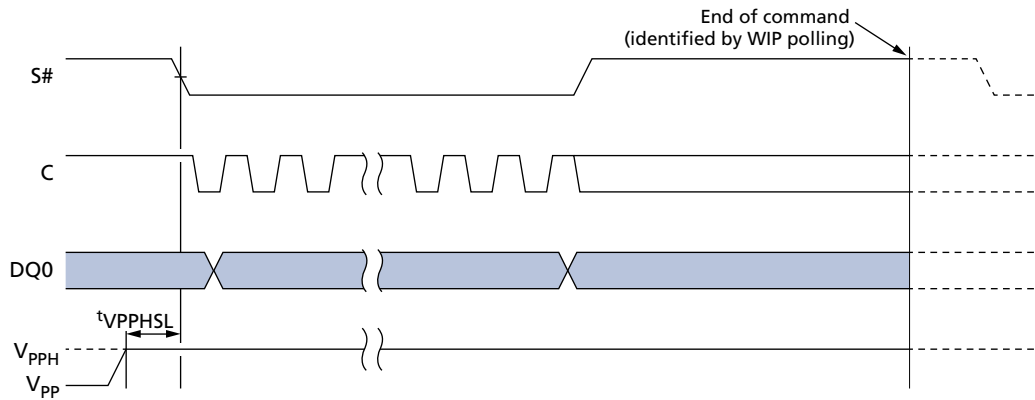 End of command
(identified by WIP polling)
S#
C
DQ0
tVPPHSL
VPPH
VPP